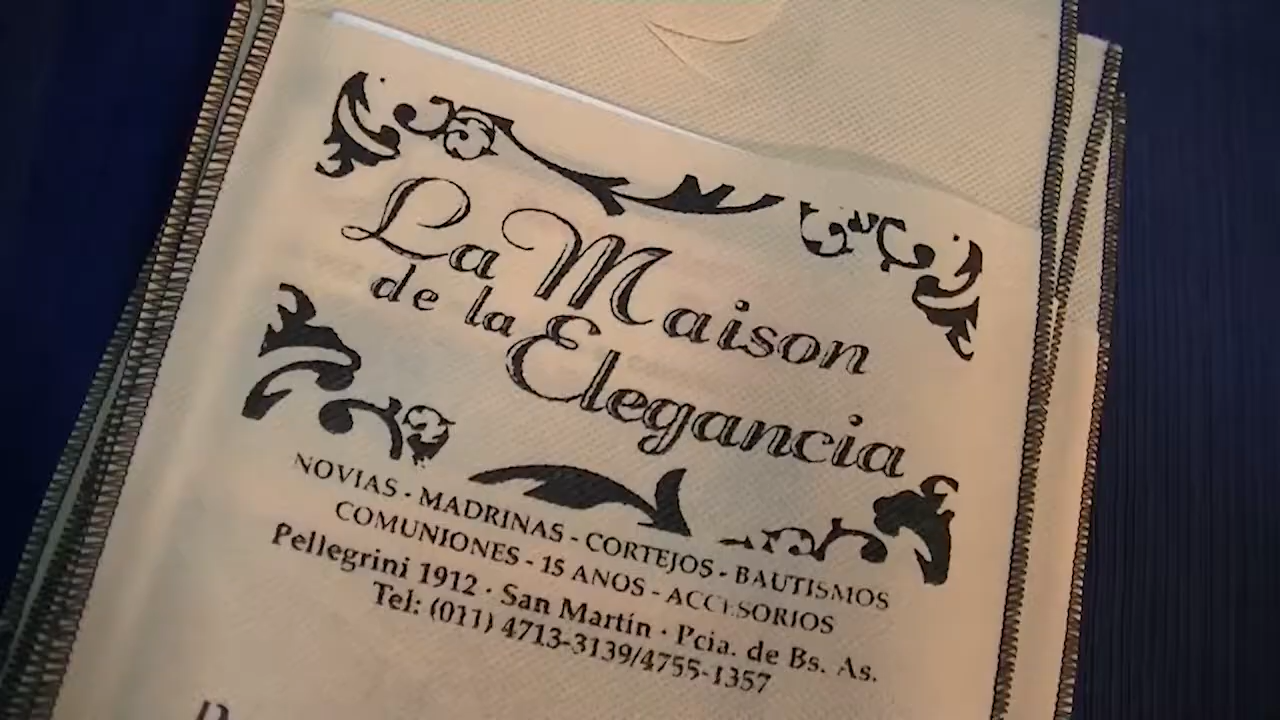 La Maison
de la Elegancia
NOVIAS - MADRINAS - CORTEJOS - BAUTISMOS
COMUNIONES - 15 ANOS - ACCESORIOS
Pellegrini 1912 · San Martín · Pcia. de Bs. As.
Tel: (011) 4713-3139/4755-1357